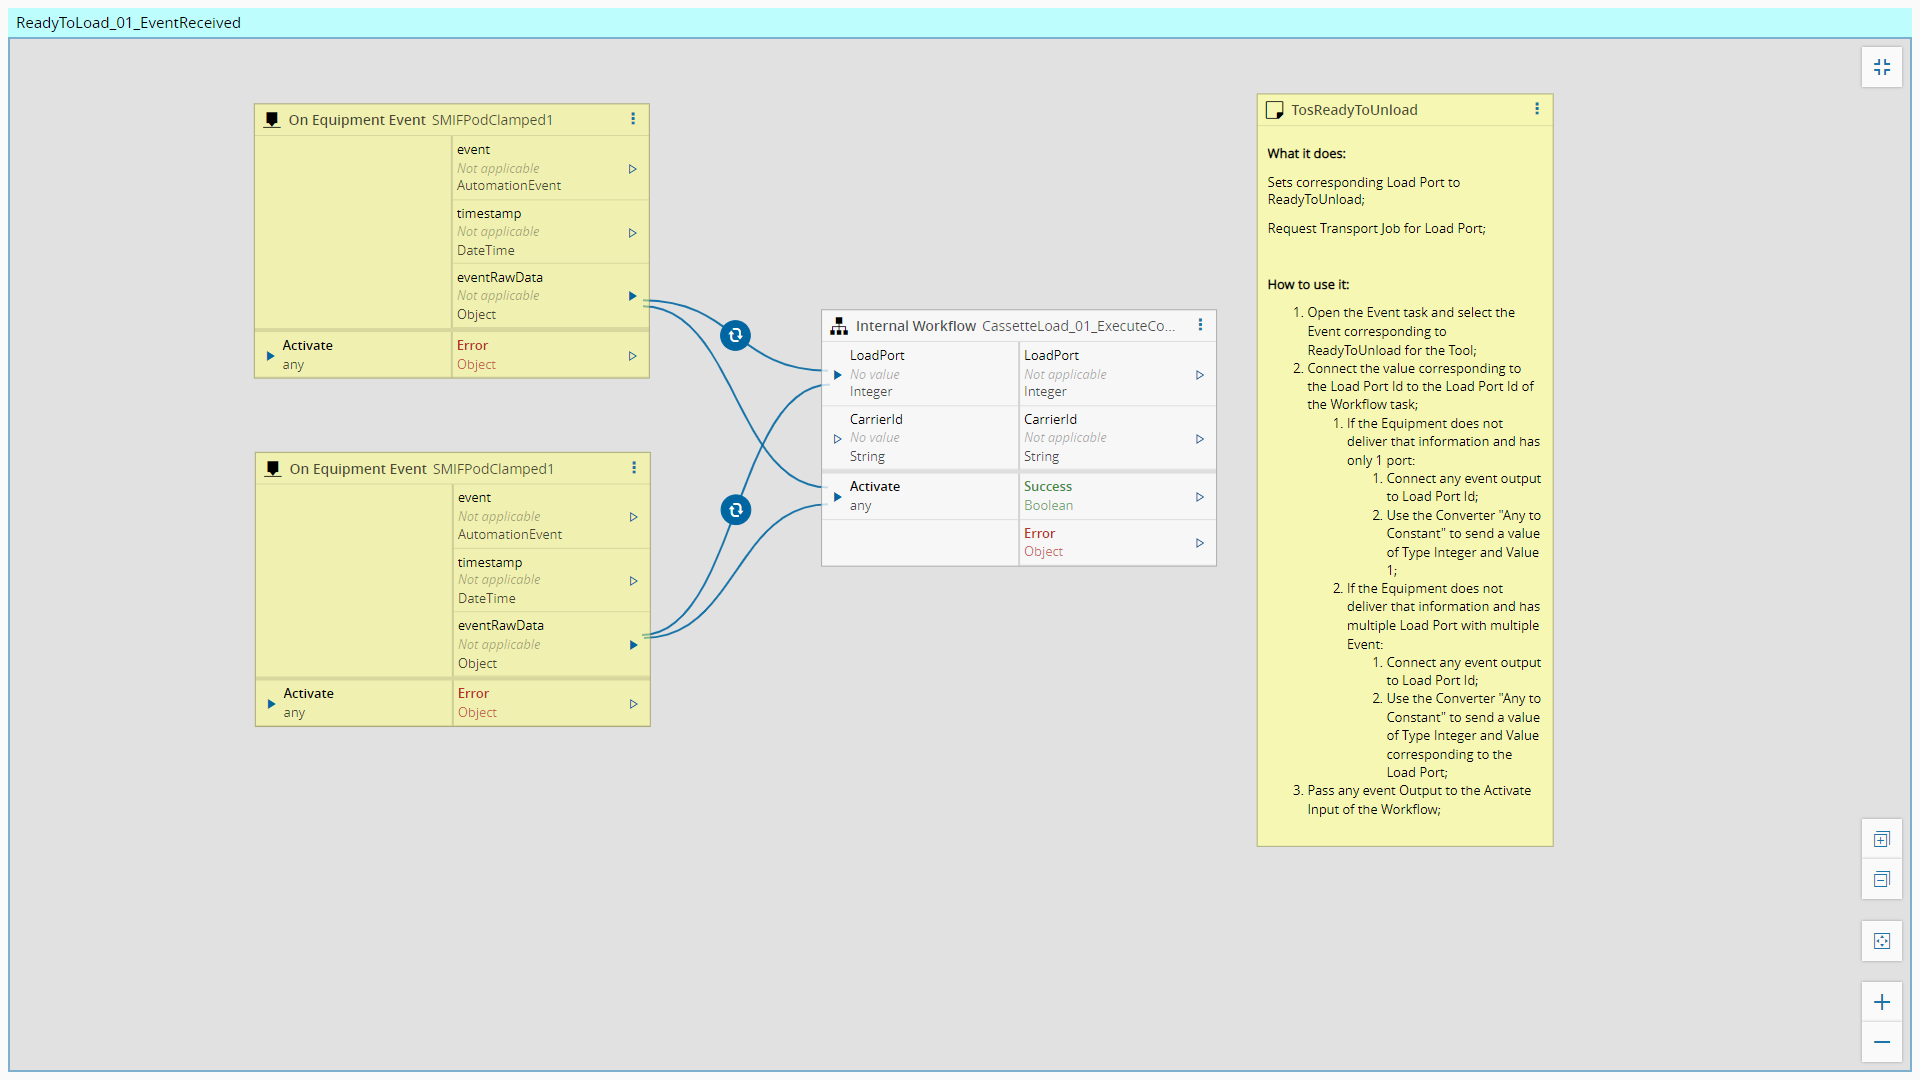 ReadyToLoad_01_EventReceived
On Equipment Event SMIFPodClamped1
event
Not applicable
AutomationEvent
timestamp
Not applicable
DateTime
eventRawData
Not applicable
Object
Activate
any
Error
Object
On Equipment Event SMIFPodClamped1
event
Not applicable
AutomationEvent
timestamp
Not applicable
DateTime
eventRawData
Not applicable
Object
Activate
any
Error
Object
Internal Workflow CassetteLoad_01_ExecuteCo...
LoadPort
No value
Integer
LoadPort
Not applicable
Integer
CarrierId
No value
String
CarrierId
Not applicable
String
Activate
any
Success
Boolean
Error
Object
TosReadyToUnload
What it does:
Sets corresponding Load Port to
ReadyToUnload;
Request Transport Job for Load Port;
How to use it:
1. Open the Event task and select the
Event corresponding to
ReadyToUnload for the Tool;
2. Connect the value corresponding to
the Load Port Id to the Load Port Id of
the Workflow task;
1. If the Equipment does not
deliver that information and has
only 1 port:
1. Connect any event output
to Load Port Id;
2. Use the Converter "Any to
Constant" to send a value
of Type Integer and Value
1;
2. If the Equipment does not
deliver that information and has
multiple Load Port with multiple
Event:
1. Connect any event output
to Load Port Id;
2. Use the Converter "Any to
Constant" to send a value
of Type Integer and Value
corresponding to the
Load Port;
3. Pass any event Output to the Activate
Input of the Workflow;